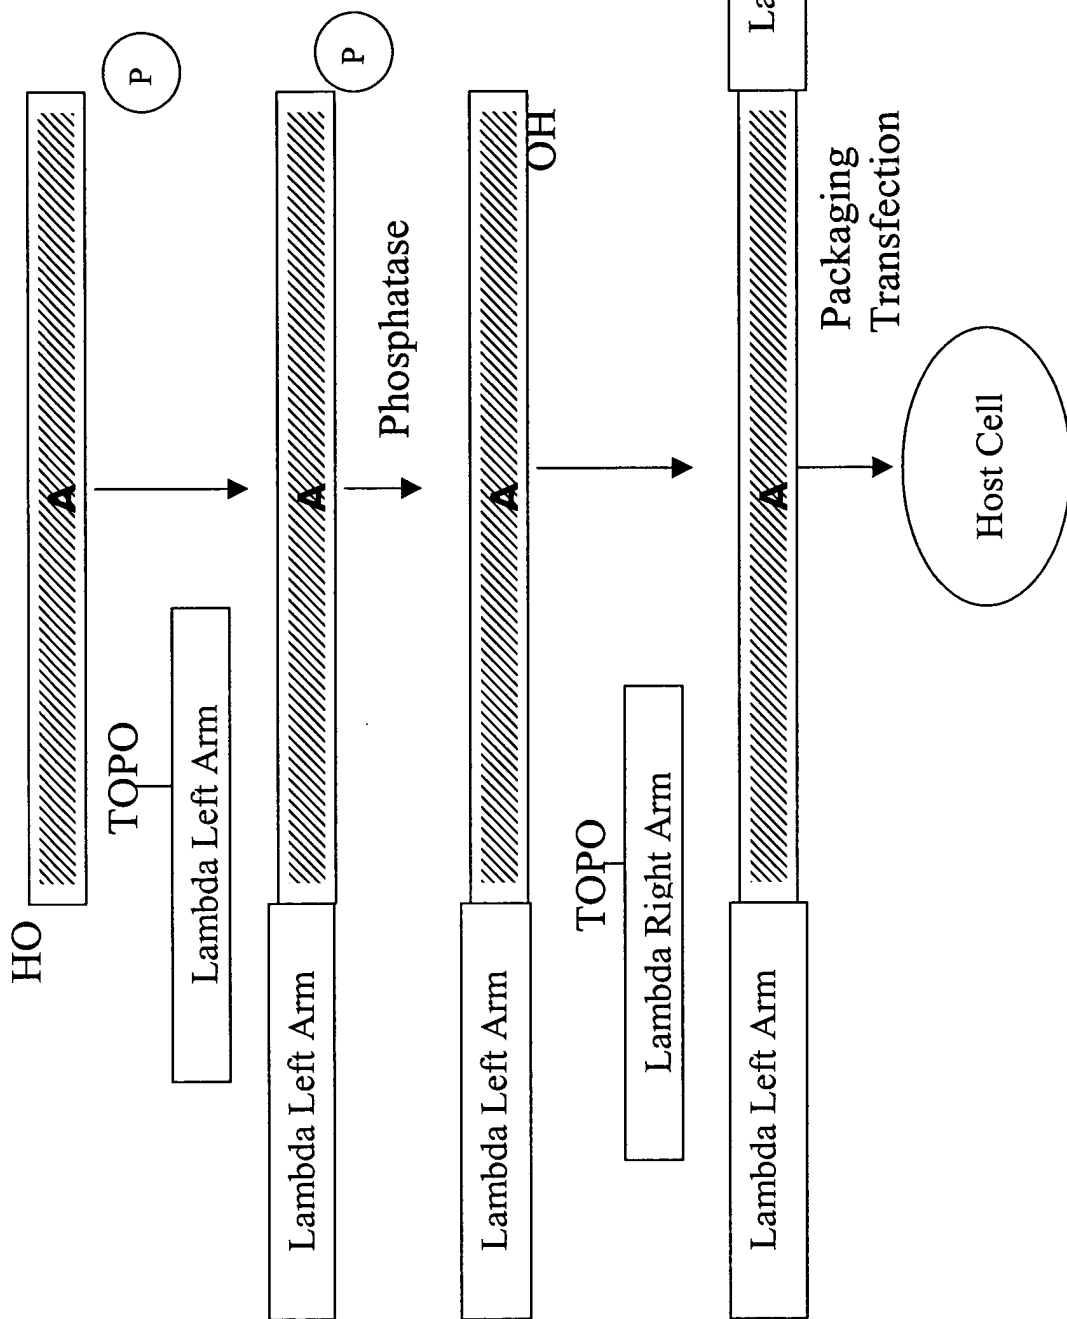 HO
A
P
TOPO
Lambda Left Arm
Lambda Left Arm
A
P
Phosphatase
Lambda Left Arm
A
OH
TOPO
Lambda Right Arm
Lambda Left Arm
A
La
Packaging
Transfection
Host Cell